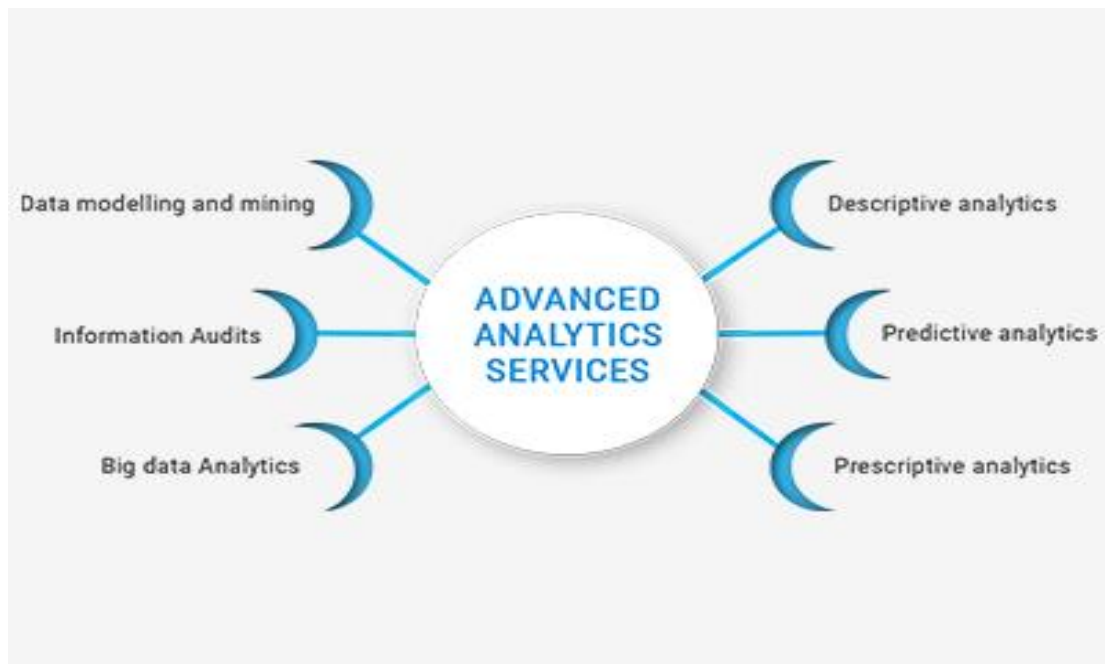 Data modelling and mining
Information Audits
Big data Analytics
ADVANCED
ANALYTICS
SERVICES
Descriptive analytics
Predictive analytics
Prescriptive analytics